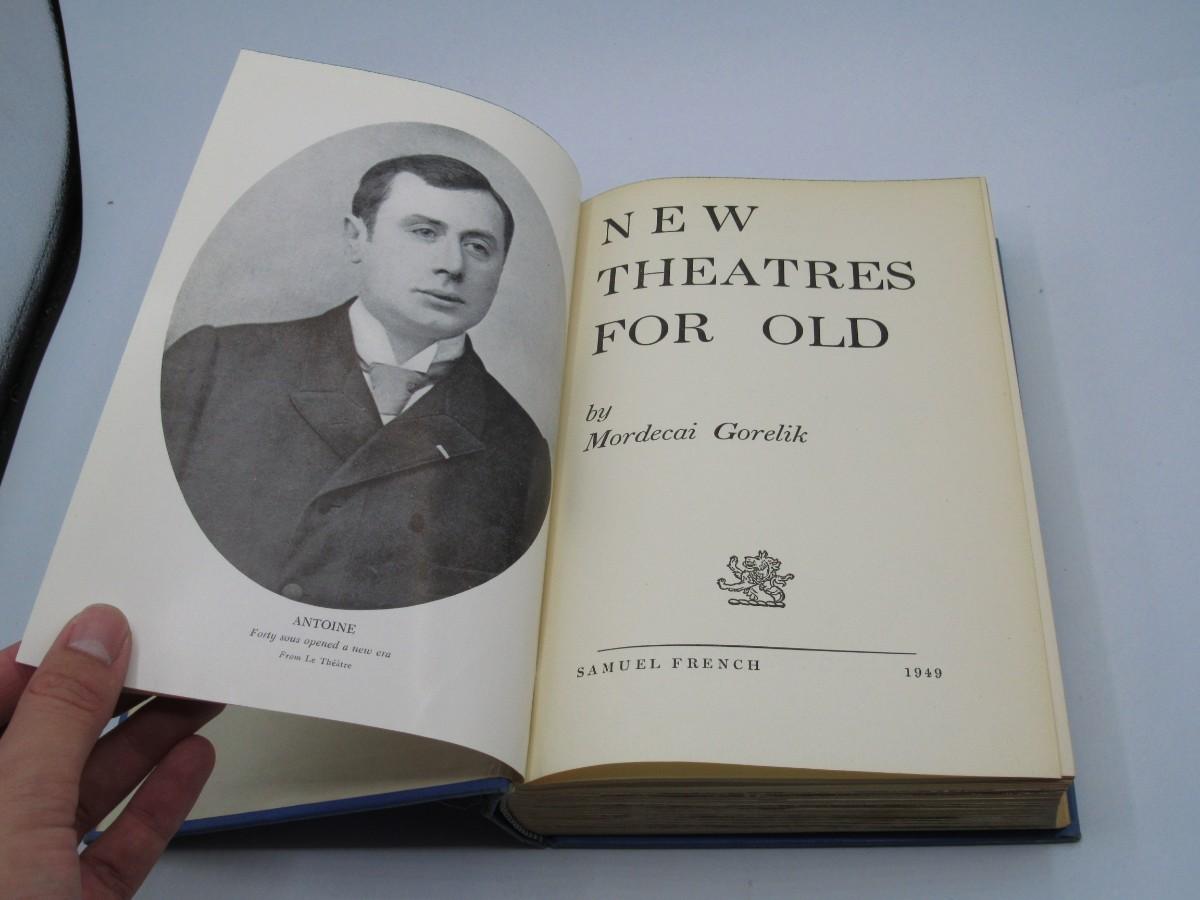 ANTOINE
Forty sous opened a new era
From Le Théâtre
NEW
THEATRES
FOR OLD
by
Mordecai Gorelik
SAMUEL FRENCH 1949